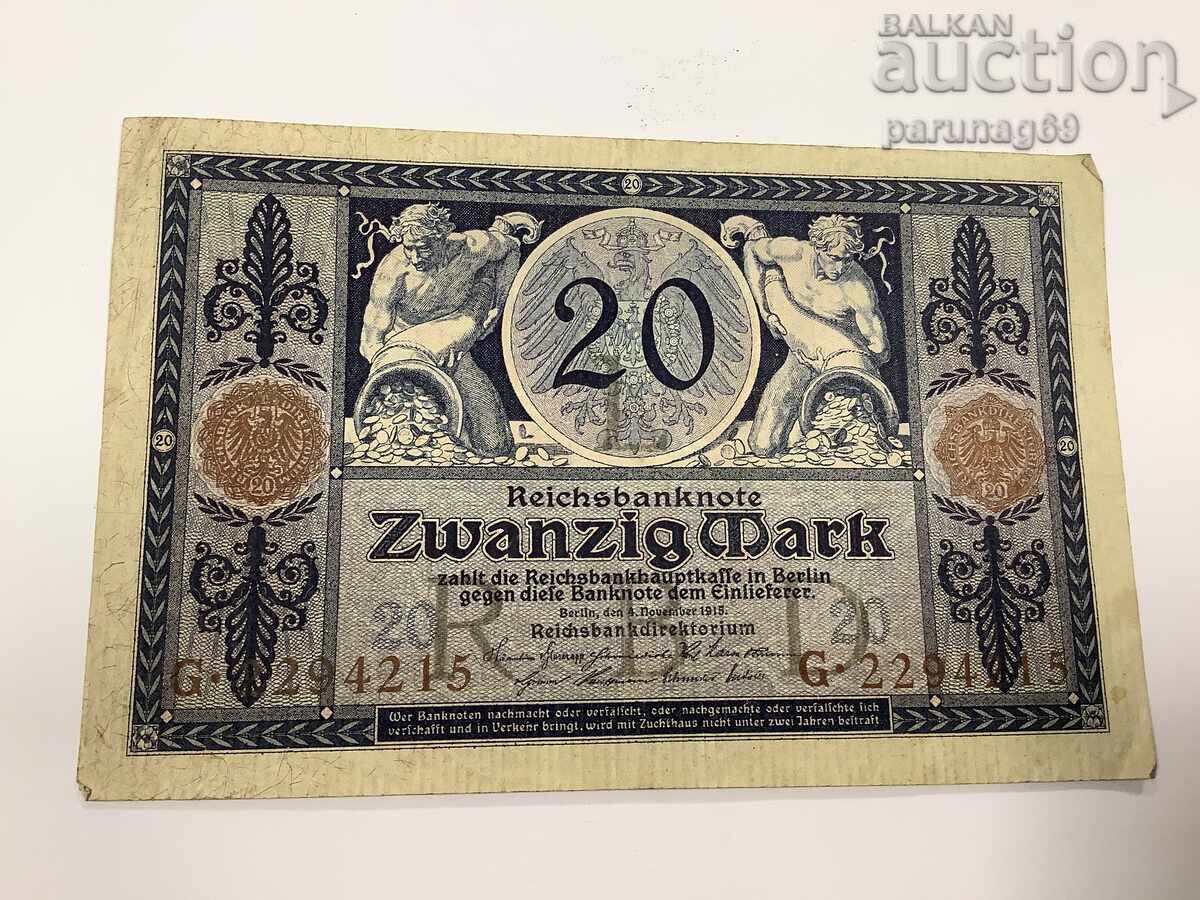 BALKAN
auction
parunag69
20
20
20
20
20
20
Reichsbanknote
Zwanzig Mark
zahlt die Reichsbankhauptkasse in Berlin
gegen diese Banknote dem Einlieferer.
Berlin, den 4. November 1915.
Reichsbankdirektorium
20 20
R B D
G·2294215 G·2294215
Wer Banknoten nachmacht oder verfälscht, oder nachgemachte oder verfälschte sich
verschafft und in Verkehr bringt, wird mit Zuchthaus nicht unter zwei Jahren bestraft